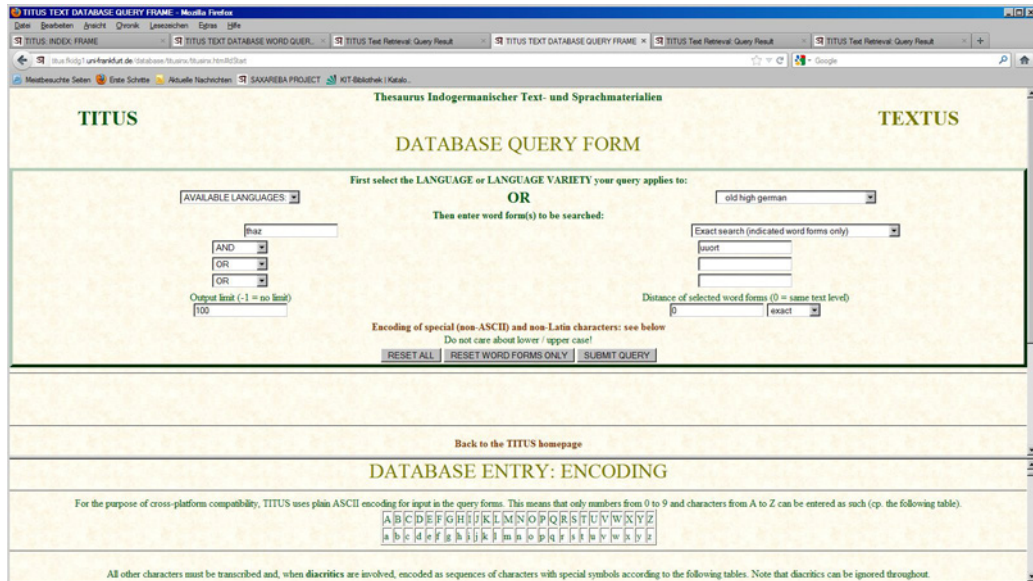 TITUS TEXT DATABASE QUERY FRAME - Mozilla Firefox
Datei Bearbeiten Ansicht Chronik Lesezeichen Extras Hilfe
TITUS: INDEX: FRAME
TITUS TEXT DATABASE WORD QUER...
TITUS Text Retrieval: Query Result
TITUS TEXT DATABASE QUERY FRAME
TITUS Text Retrieval: Query Result
TITUS Text Retrieval: Query Result
Google
Meistbesuchte Seiten Erste Schritte Aktuelle Nachrichten SAXAREBA PROJECT KIT-Bibliothek | Katalo...
Thesaurus Indogermanischer Text- und Sprachmaterialien
TITUS
TEXTUS
DATABASE QUERY FORM
First select the LANGUAGE or LANGUAGE VARIETY your query applies to:
AVAILABLE LANGUAGES: OR old high german
Then enter word form(s) to be searched:
thaz Exact search (indicated word forms only)
AND uuort
OR
OR
Output limit (-1 = no limit) Distance of selected word forms (0 = same text level)
100 0 exact
Encoding of special (non-ASCII) and non-Latin characters: see below
Do not care about lower / upper case!
RESET ALL RESET WORD FORMS ONLY SUBMIT QUERY
Back to the TITUS homepage
DATABASE ENTRY: ENCODING
For the purpose of cross-platform compatibility, TITUS uses plain ASCII encoding for input in the query forms. This means that only numbers from 0 to 9 and characters from A to Z can be entered as such (cp. the following table).
A B C D E F G H I J K L M N O P Q R S T U V W X Y Z
a b c d e f g h i j k l m n o p q r s t u v w x y z
All other characters must be transcribed and, when diacritics are involved, encoded as sequences of characters with special symbols according to the following tables. Note that diacritics can be ignored throughout.